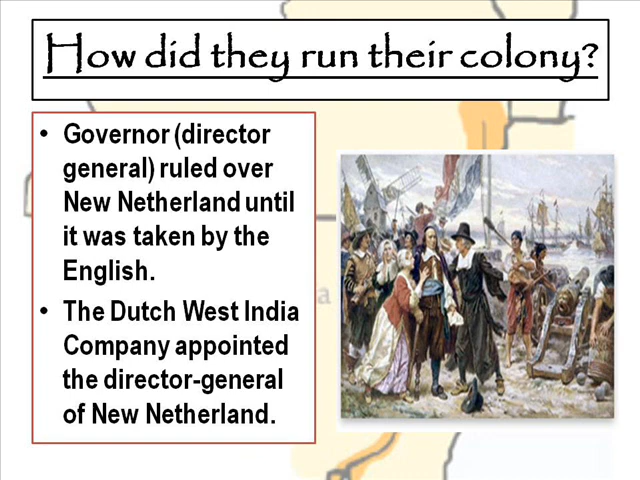 How did they run their colony?
• Governor (director
general) ruled over
New Netherland until
it was taken by the
English.
• The Dutch West India
Company appointed
the director-general
of New Netherland.